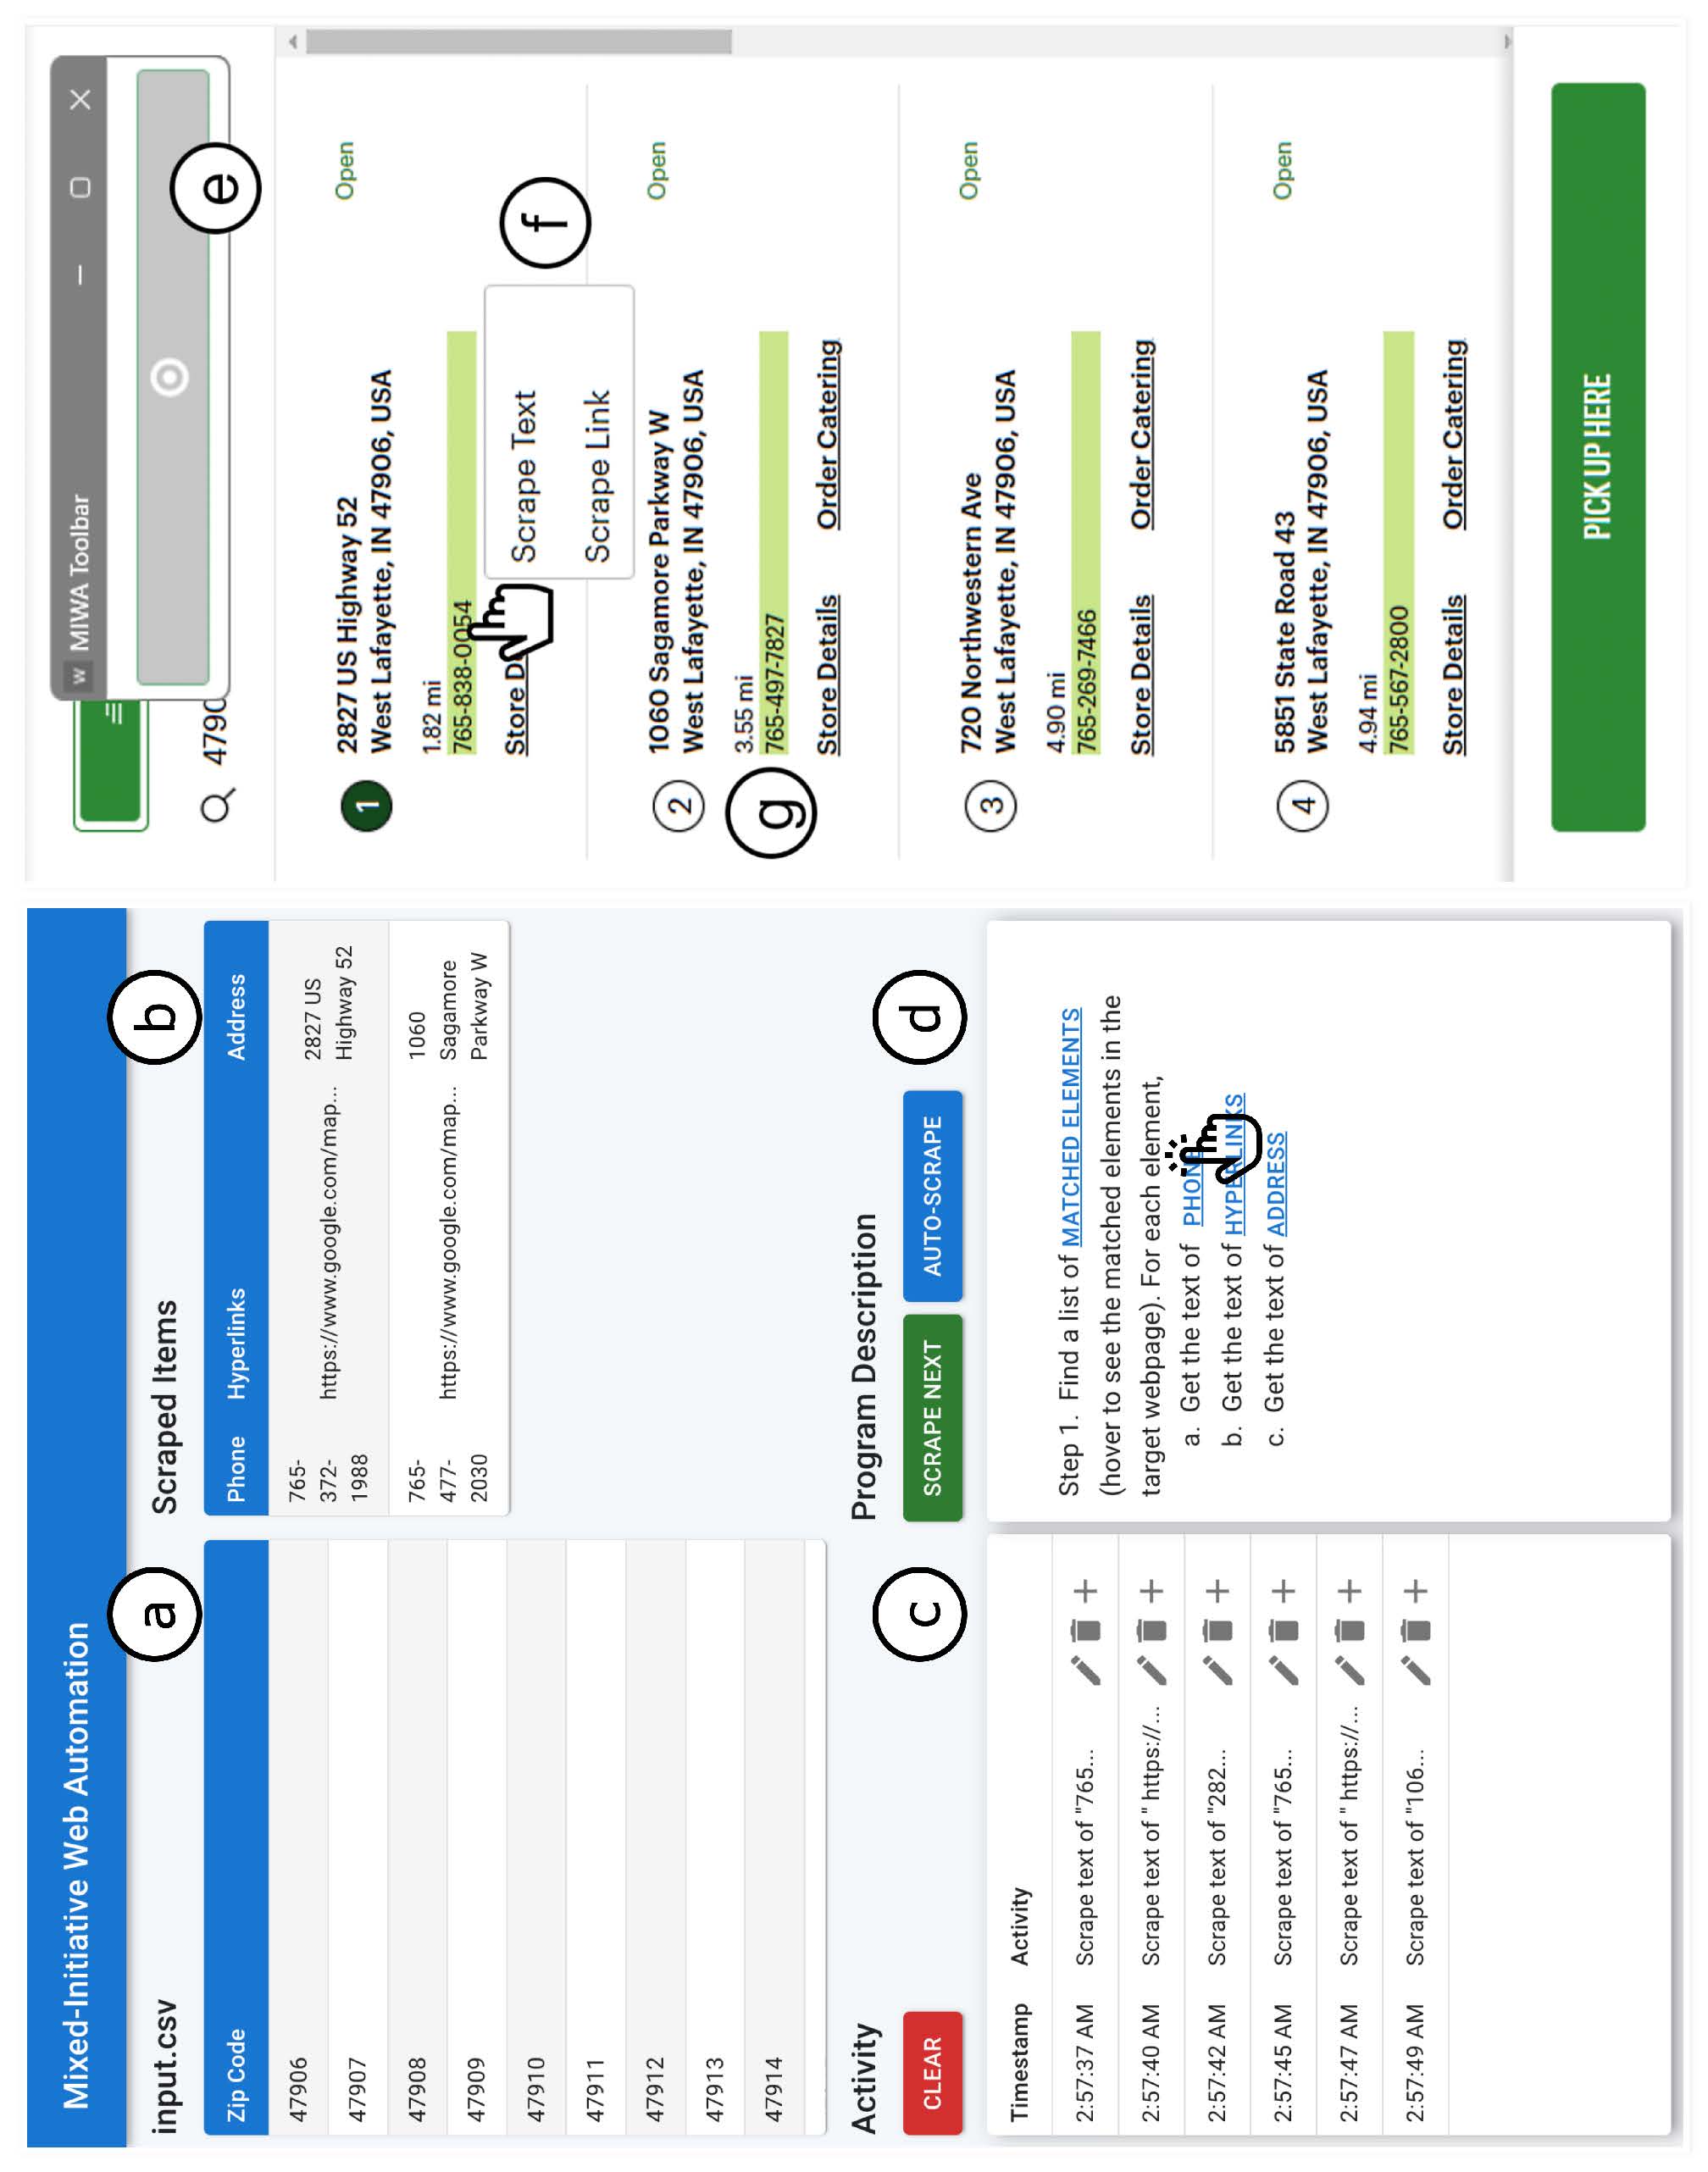 Mixed-Initiative Web Automation
a
b
input.csv
Scraped Items
Zip Code
47906
47907
47908
47909
47910
47911
47912
47913
47914
Phone Hyperlinks Address
765-
372-
1988
https://www.google.com/map...
2827 US
Highway 52
765-
477-
2030
https://www.google.com/map...
1060
Sagamore
Parkway W
Activity
c
CLEAR
Timestamp Activity
2:57:37 AM Scrape text of "765...
2:57:40 AM Scrape text of " https://...
2:57:42 AM Scrape text of "282...
2:57:45 AM Scrape text of "765...
2:57:47 AM Scrape text of " https://...
2:57:49 AM Scrape text of "106...
Program Description
d
SCRAPE NEXT AUTO-SCRAPE
Step 1. Find a list of MATCHED ELEMENTS
(hover to see the matched elements in the
target webpage). For each element,
a. Get the text of PHONE
b. Get the text of HYPERLINKS
c. Get the text of ADDRESS
W MIWA Toolbar
e
4790
1 2827 US Highway 52 Open
West Lafayette, IN 47906, USA
1.82 mi
765-838-0054
Store D
Scrape Text
Scrape Link
f
2 1060 Sagamore Parkway W Open
West Lafayette, IN 47906, USA
3.55 mi
g 765-497-7827
Store Details Order Catering
3 720 Northwestern Ave Open
West Lafayette, IN 47906, USA
4.90 mi
765-269-7466
Store Details Order Catering
4 5851 State Road 43 Open
West Lafayette, IN 47906, USA
4.94 mi
765-567-2800
Store Details Order Catering
PICK UP HERE